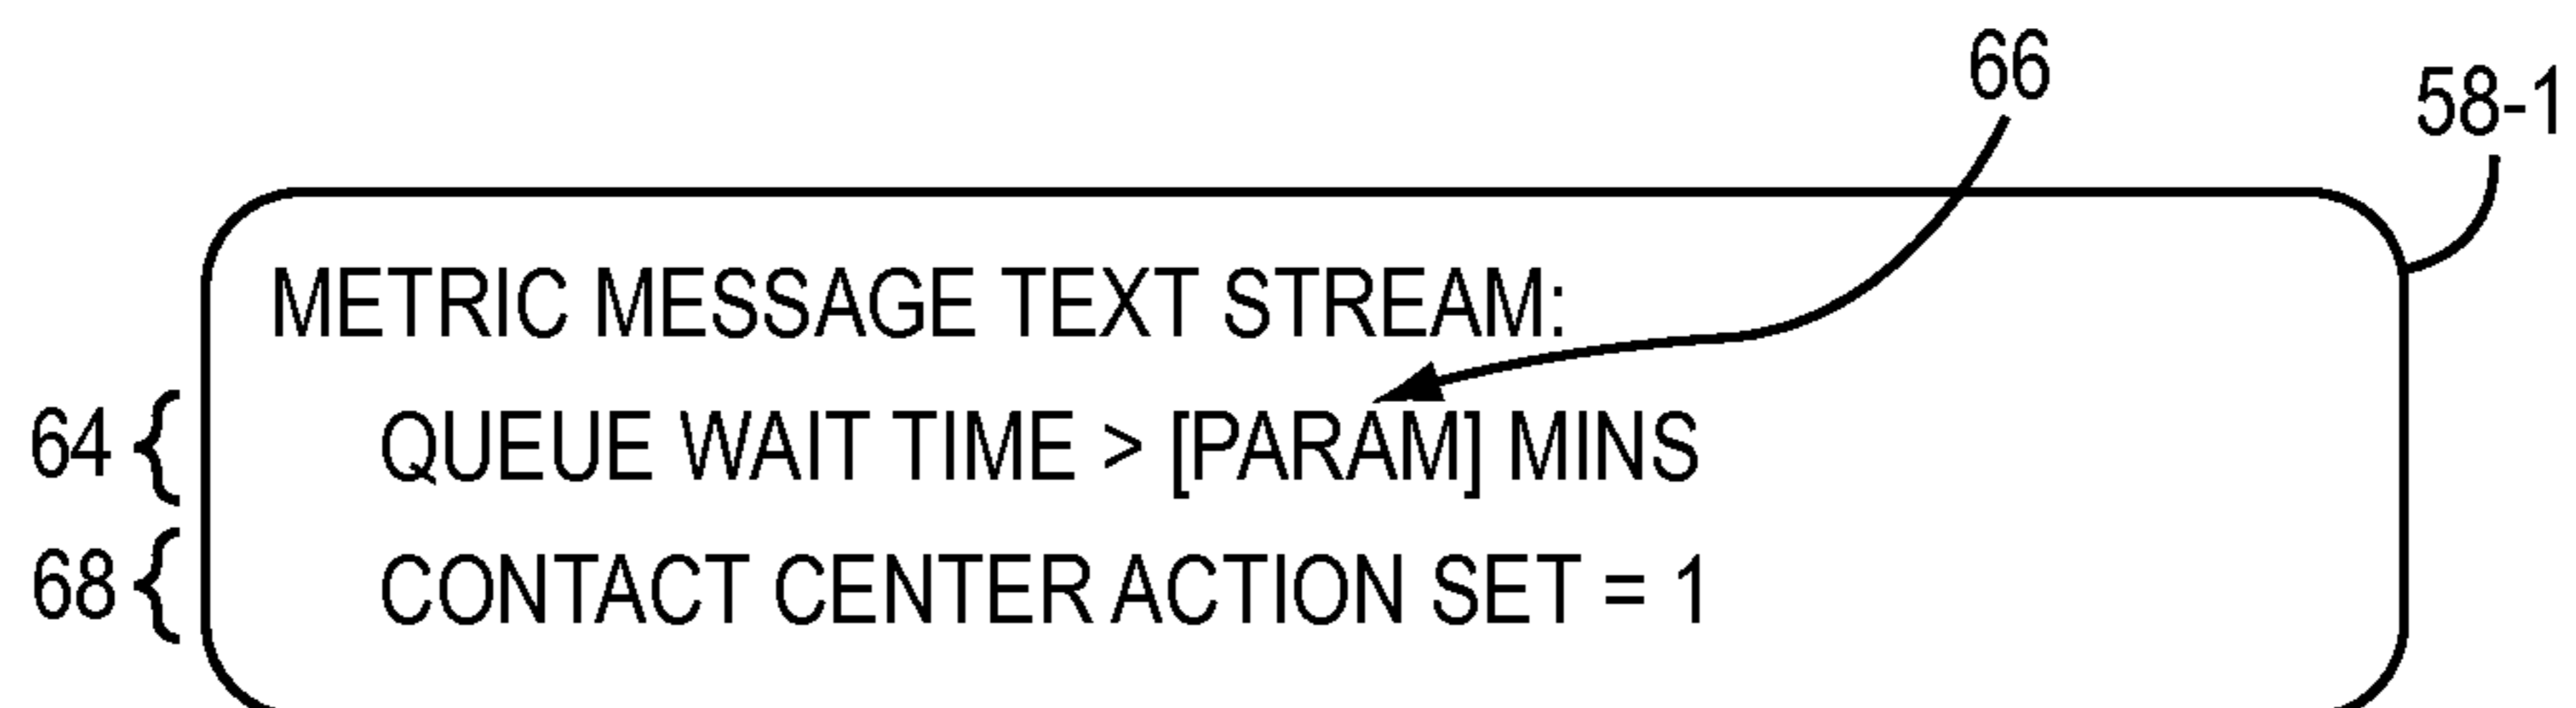 66
58-1
METRIC MESSAGE TEXT STREAM:
64 { QUEUE WAIT TIME > [PARAM] MINS
68 { CONTACT CENTER ACTION SET = 1